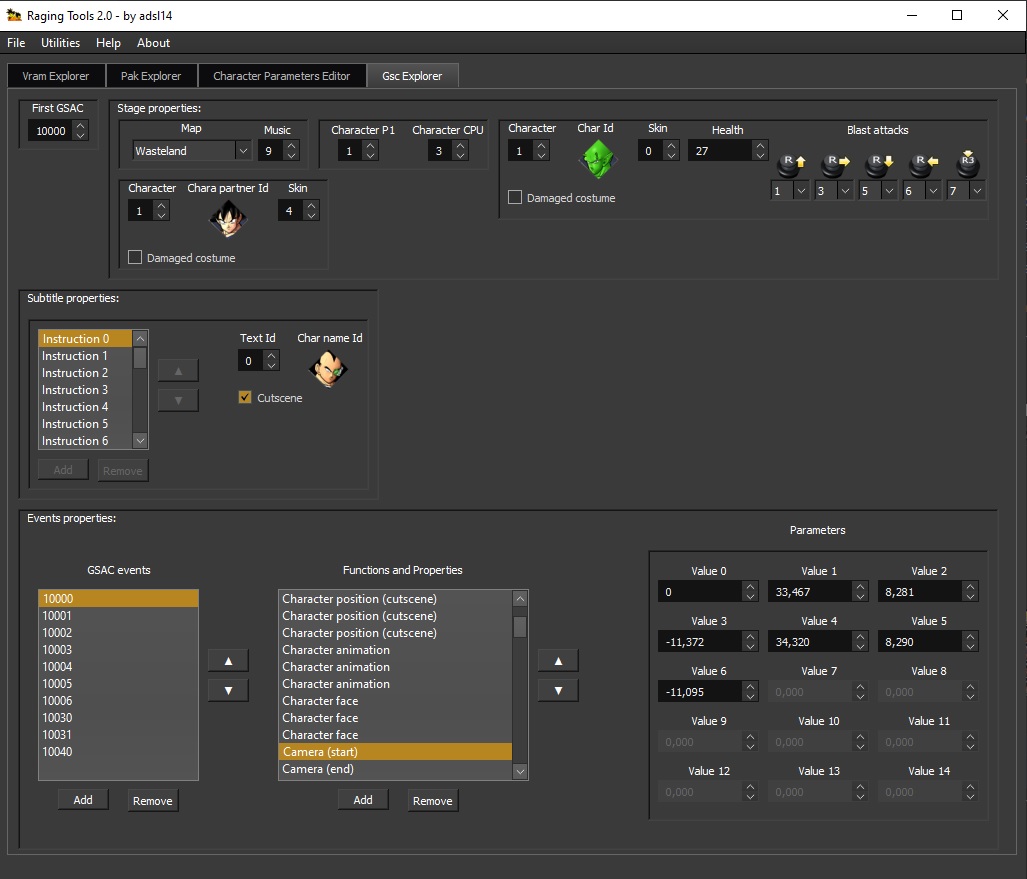 Raging Tools 2.0 - by adsl14
File Utilities Help About
Vram Explorer Pak Explorer Character Parameters Editor Gsc Explorer
First GSAC
10000
Stage properties:
Map Music
Wasteland 9
Character P1 Character CPU
1 3
Character Char Id Skin Health Blast attacks
R R R R R3
1 0 27
1 3 5 6 7
Damaged costume
Character Chara partner Id Skin
1 4
Damaged costume
Subtitle properties:
Instruction 0
Instruction 1
Instruction 2
Instruction 3
Instruction 4
Instruction 5
Instruction 6
Add Remove
Text Id Char name Id
0
Cutscene
Events properties:
GSAC events
10000
10001
10002
10003
10004
10005
10006
10030
10031
10040
Add Remove
Functions and Properties
Character position (cutscene)
Character position (cutscene)
Character position (cutscene)
Character animation
Character animation
Character animation
Character face
Character face
Character face
Camera (start)
Camera (end)
Add Remove
Parameters
Value 0 Value 1 Value 2
0 33,467 8,281
Value 3 Value 4 Value 5
-11,372 34,320 8,290
Value 6 Value 7 Value 8
-11,095 0,000 0,000
Value 9 Value 10 Value 11
0,000 0,000 0,000
Value 12 Value 13 Value 14
0,000 0,000 0,000